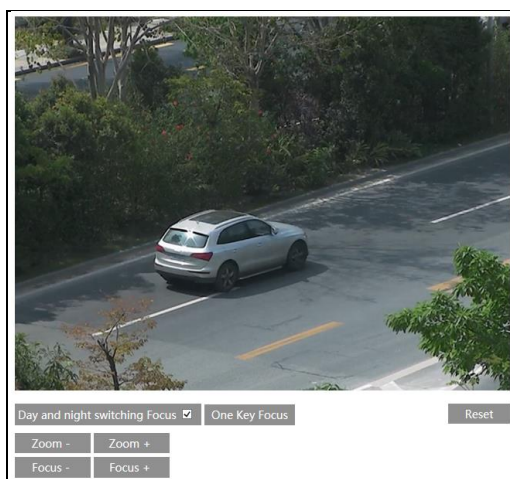 Day and night switching Focus One Key Focus Reset
Zoom - Zoom +
Focus - Focus +